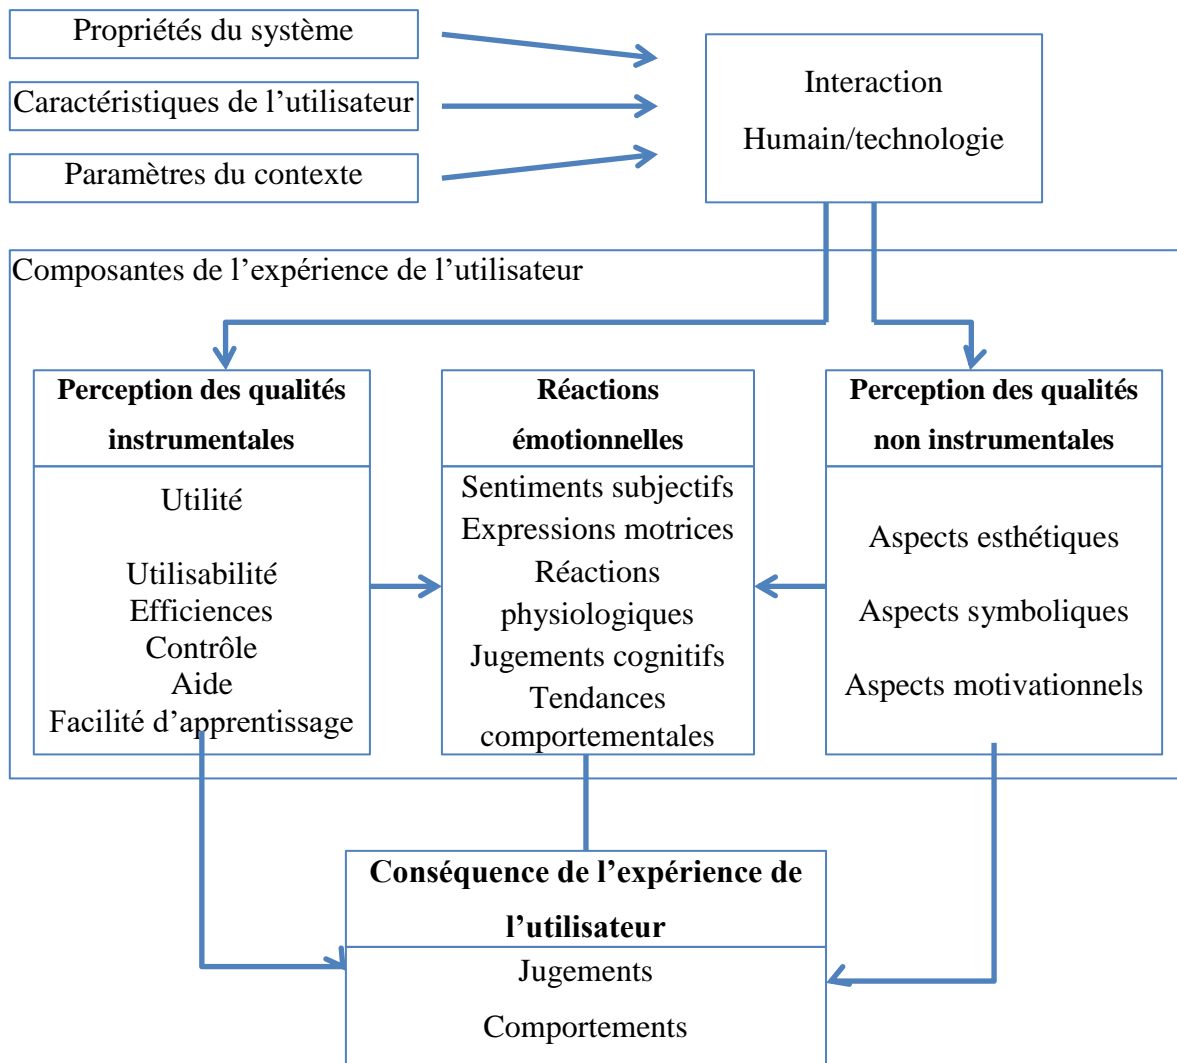 Propriétés du système
Caractéristiques de l’utilisateur
Paramètres du contexte
Interaction
Humain/technologie
Composantes de l’expérience de l’utilisateur
Perception des qualités
instrumentales
Utilité
Utilisabilité
Efficiences
Contrôle
Aide
Facilité d’apprentissage
Réactions
émotionnelles
Sentiments subjectifs
Expressions motrices
Réactions
physiologiques
Jugements cognitifs
Tendances
comportementales
Perception des qualités
non instrumentales
Aspects esthétiques
Aspects symboliques
Aspects motivationnels
Conséquence de l’expérience de
l’utilisateur
Jugements
Comportements